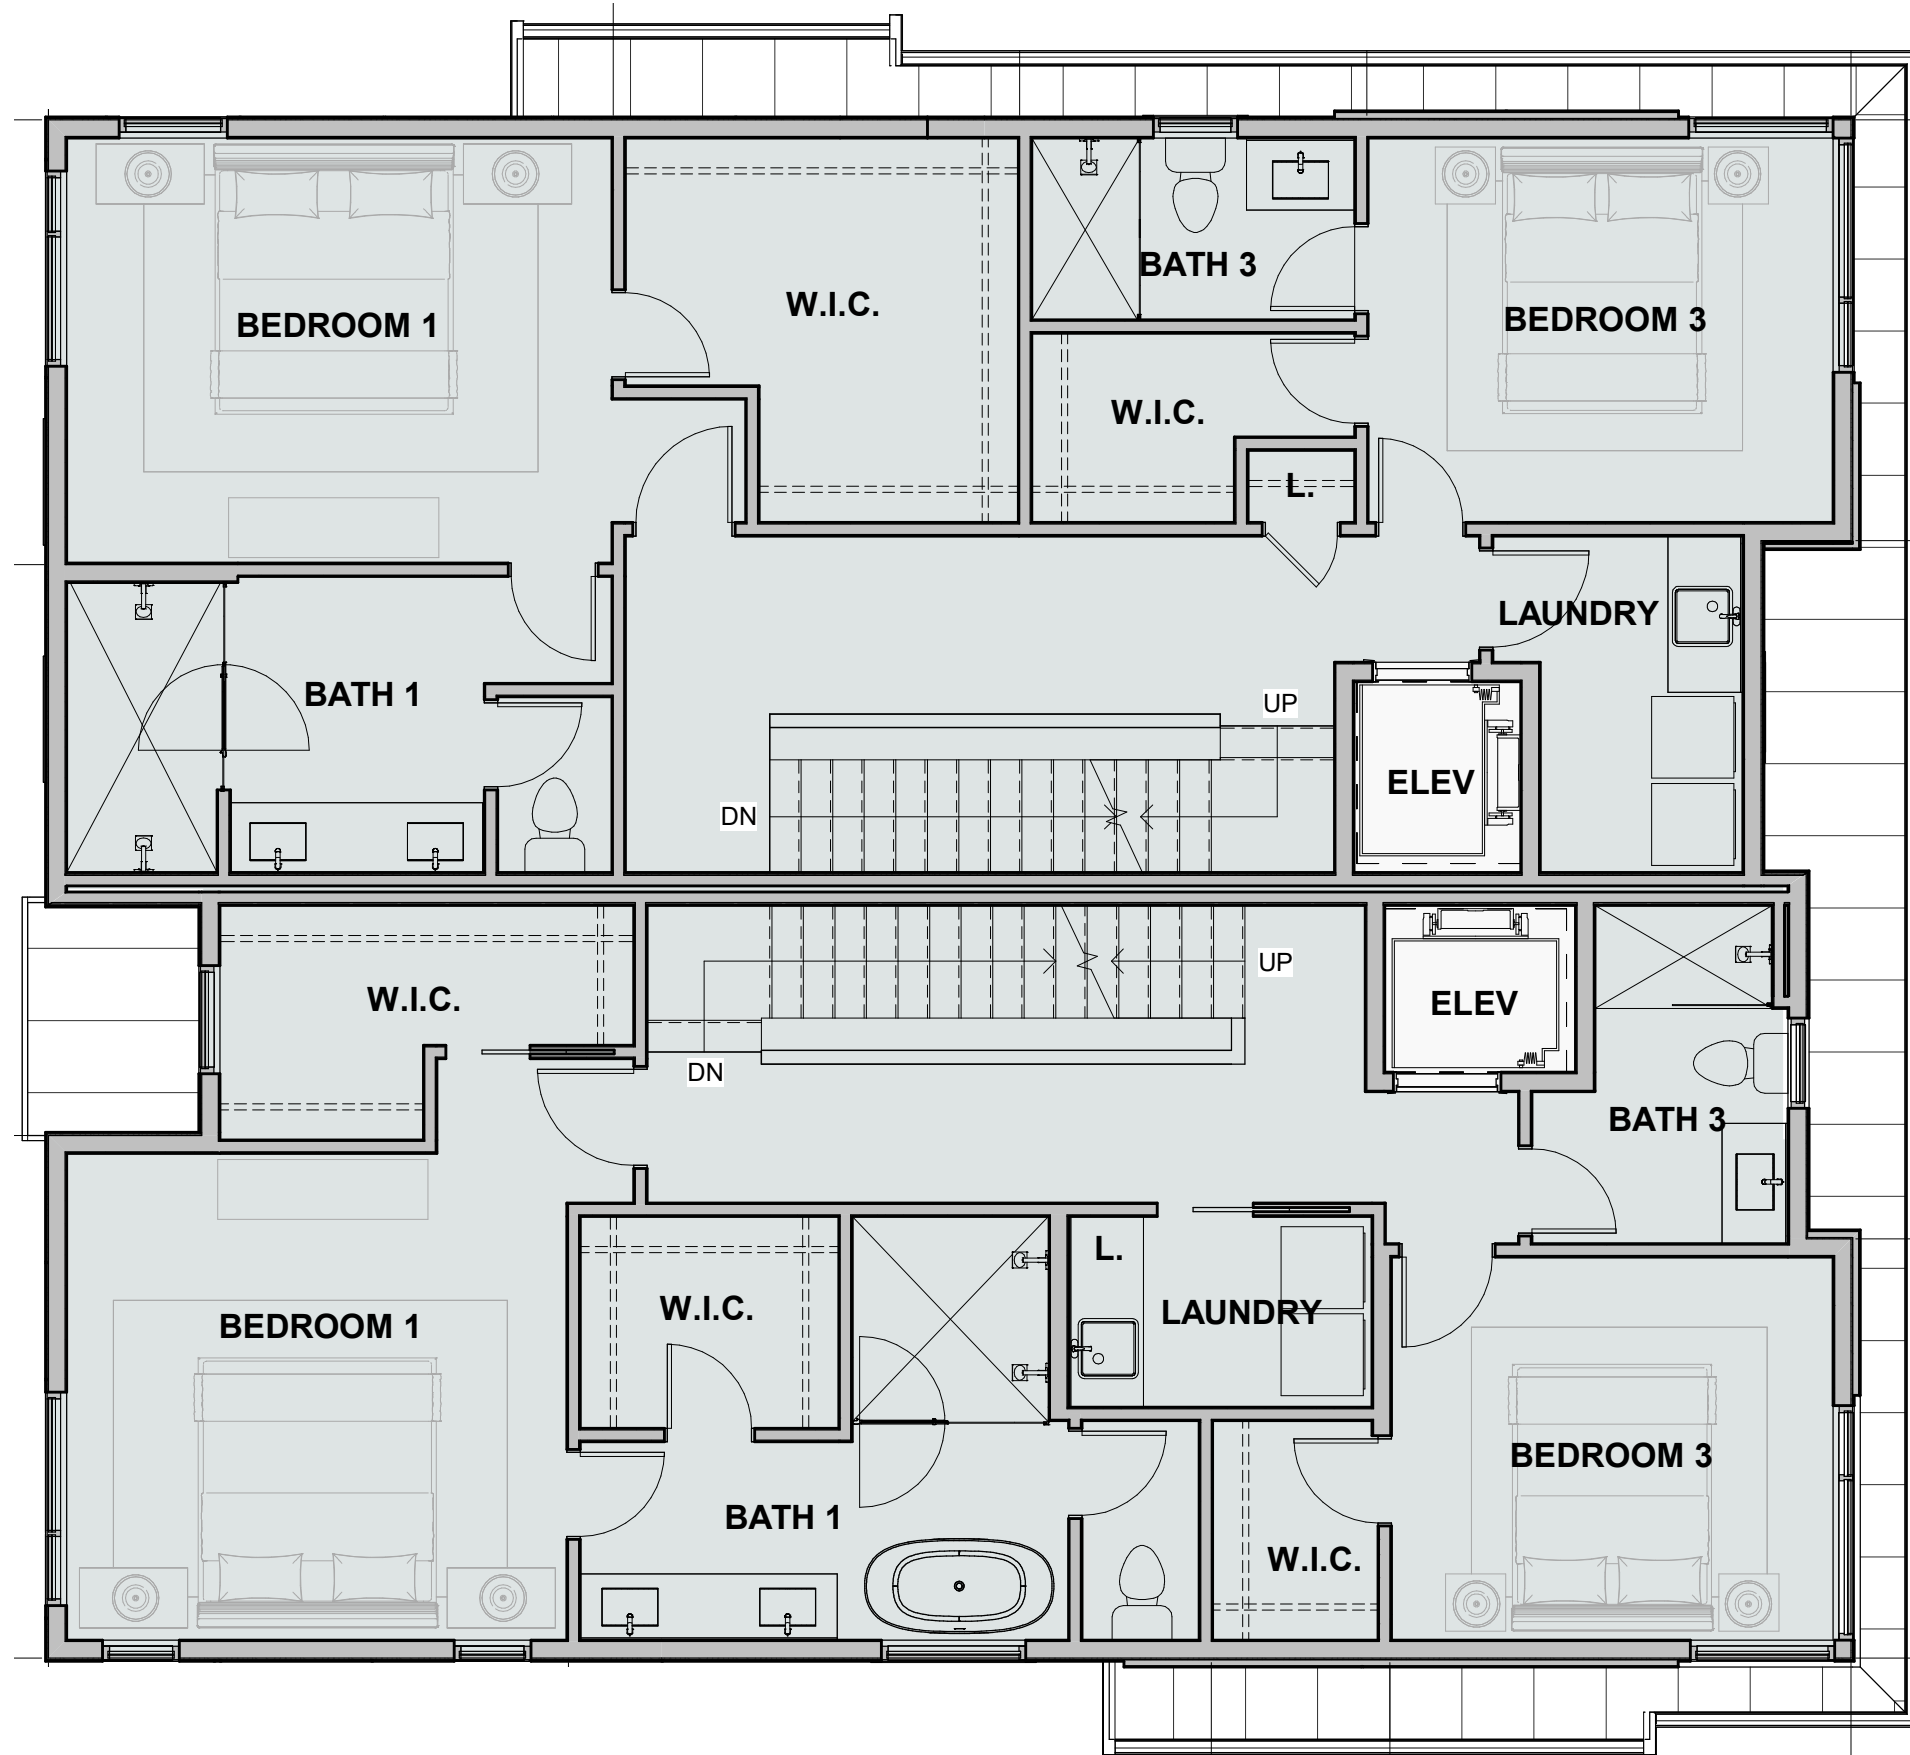 BATH 3
W.I.C.
BEDROOM 1
BEDROOM 3
W.I.C.
L.
LAUNDRY
BATH 1
UP
ELEV
DN
W.I.C.
UP
ELEV
DN
BATH 3
L.
W.I.C.
LAUNDRY
BEDROOM 1
BEDROOM 3
BATH 1
W.I.C.